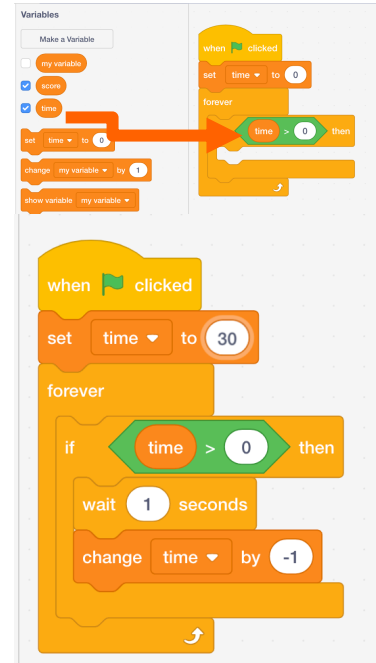 Variables
Make a Variable
my variable
score
time
set time to 0
change my variable by 1
show variable my variable
when clicked
set time to 0
forever
time > 0 then
when clicked
set time to 30
forever
if time > 0 then
wait 1 seconds
change time by -1